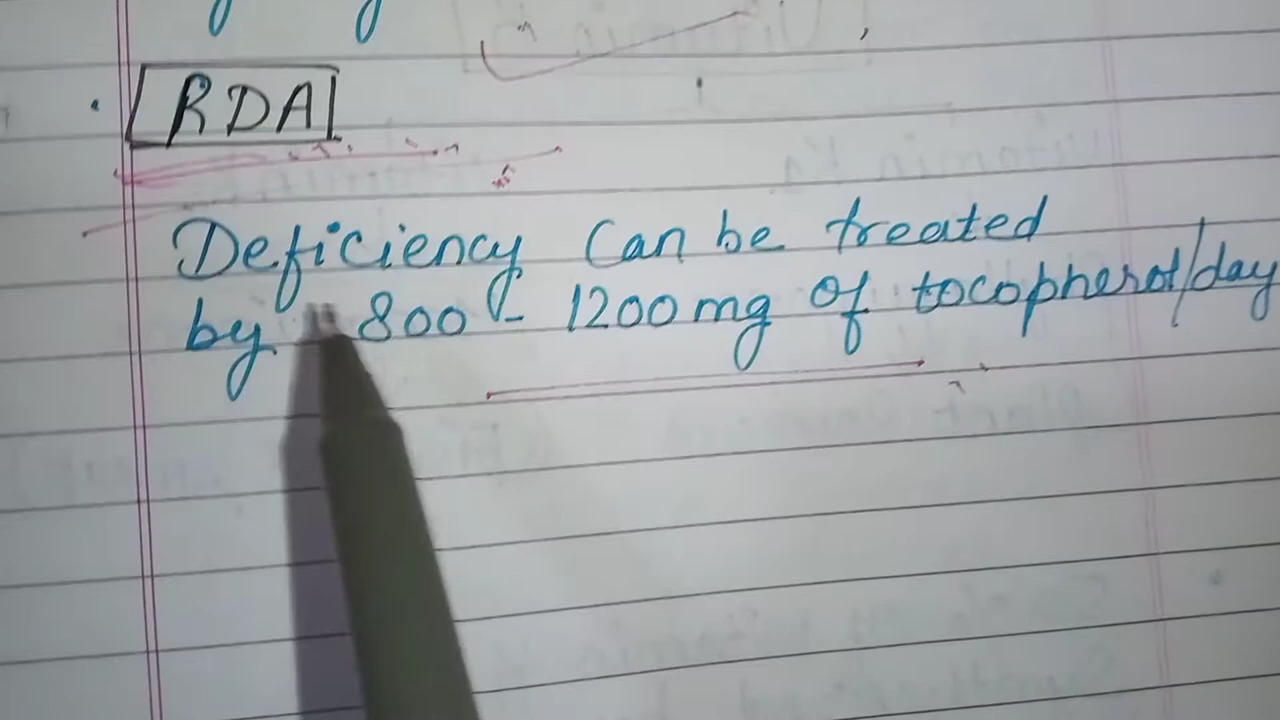 RDA
Deficiency Can be treated
by 800 - 1200 mg of tocopherol/day